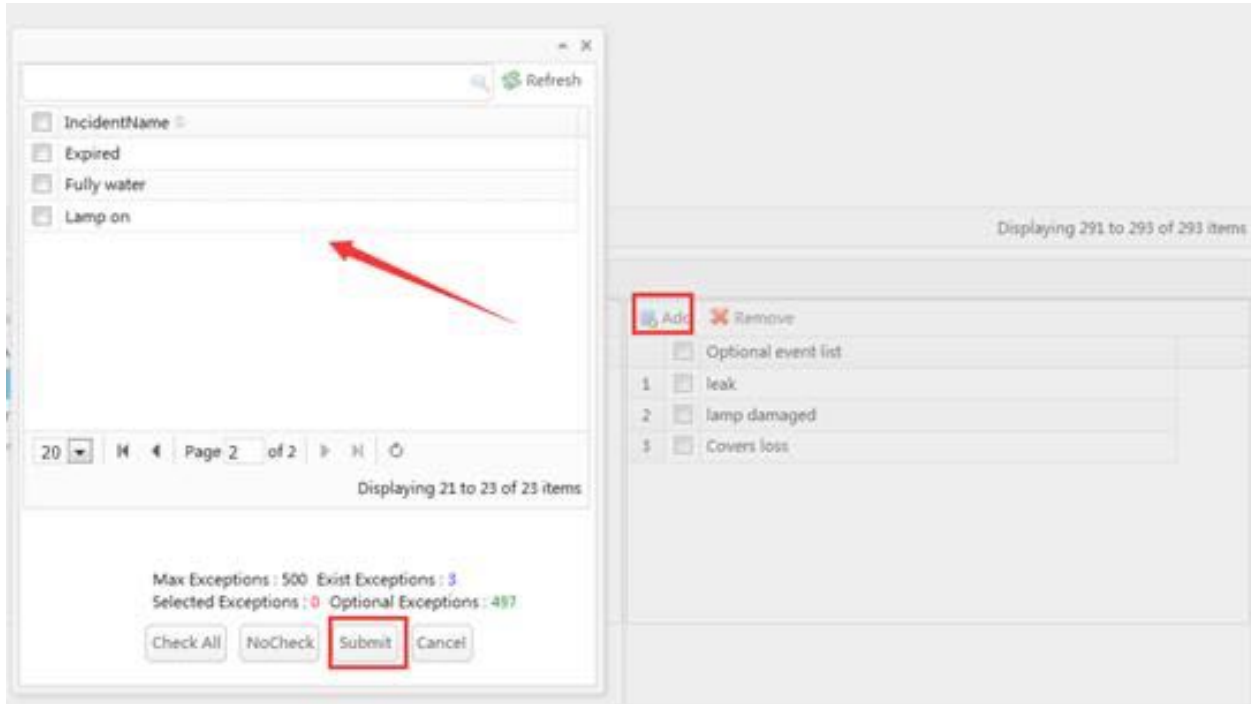 Refresh
IncidentName
Expired
Fully water
Lamp on
20 Page 2 of 2
Displaying 21 to 23 of 23 items
Max Exceptions : 500 Exist Exceptions : 3
Selected Exceptions : 0 Optional Exceptions : 497
Check All NoCheck Submit Cancel
Displaying 291 to 293 of 293 items
Add Remove
Optional event list
1 leak
2 lamp damaged
3 Covers loss